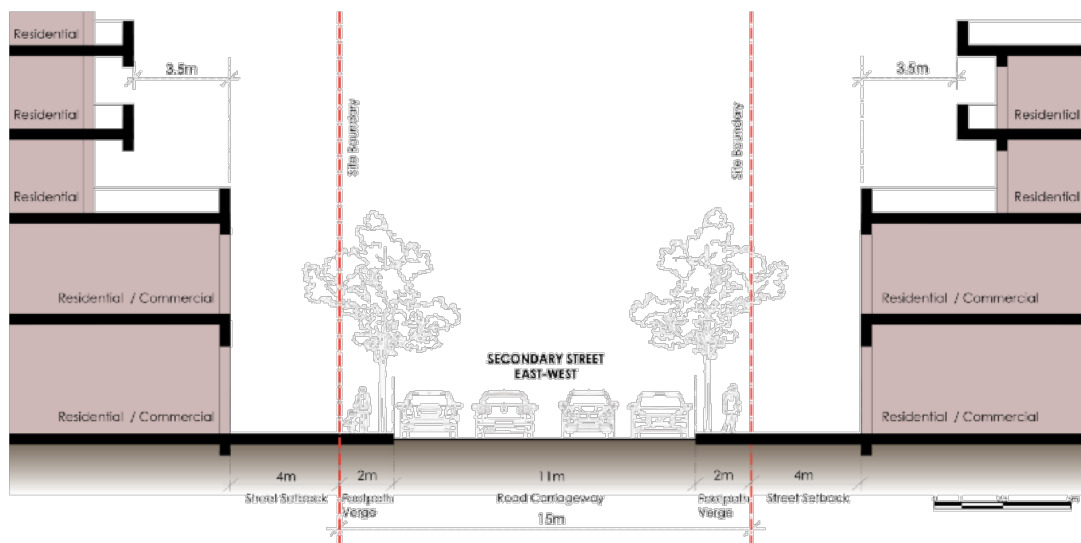 Residential
3.5m
3.5m
Residential
Residential
Site Boundary
Site Boundary
Residential
Residential
Residential / Commercial
Residential / Commercial
SECONDARY STREET
EAST-WEST
Residential / Commercial
Residential / Commercial
4m
2m
11m
2m
4m
Street Setback
Footpath
Verge
Road Carriageway
Footpath
Verge
Street Setback
15m